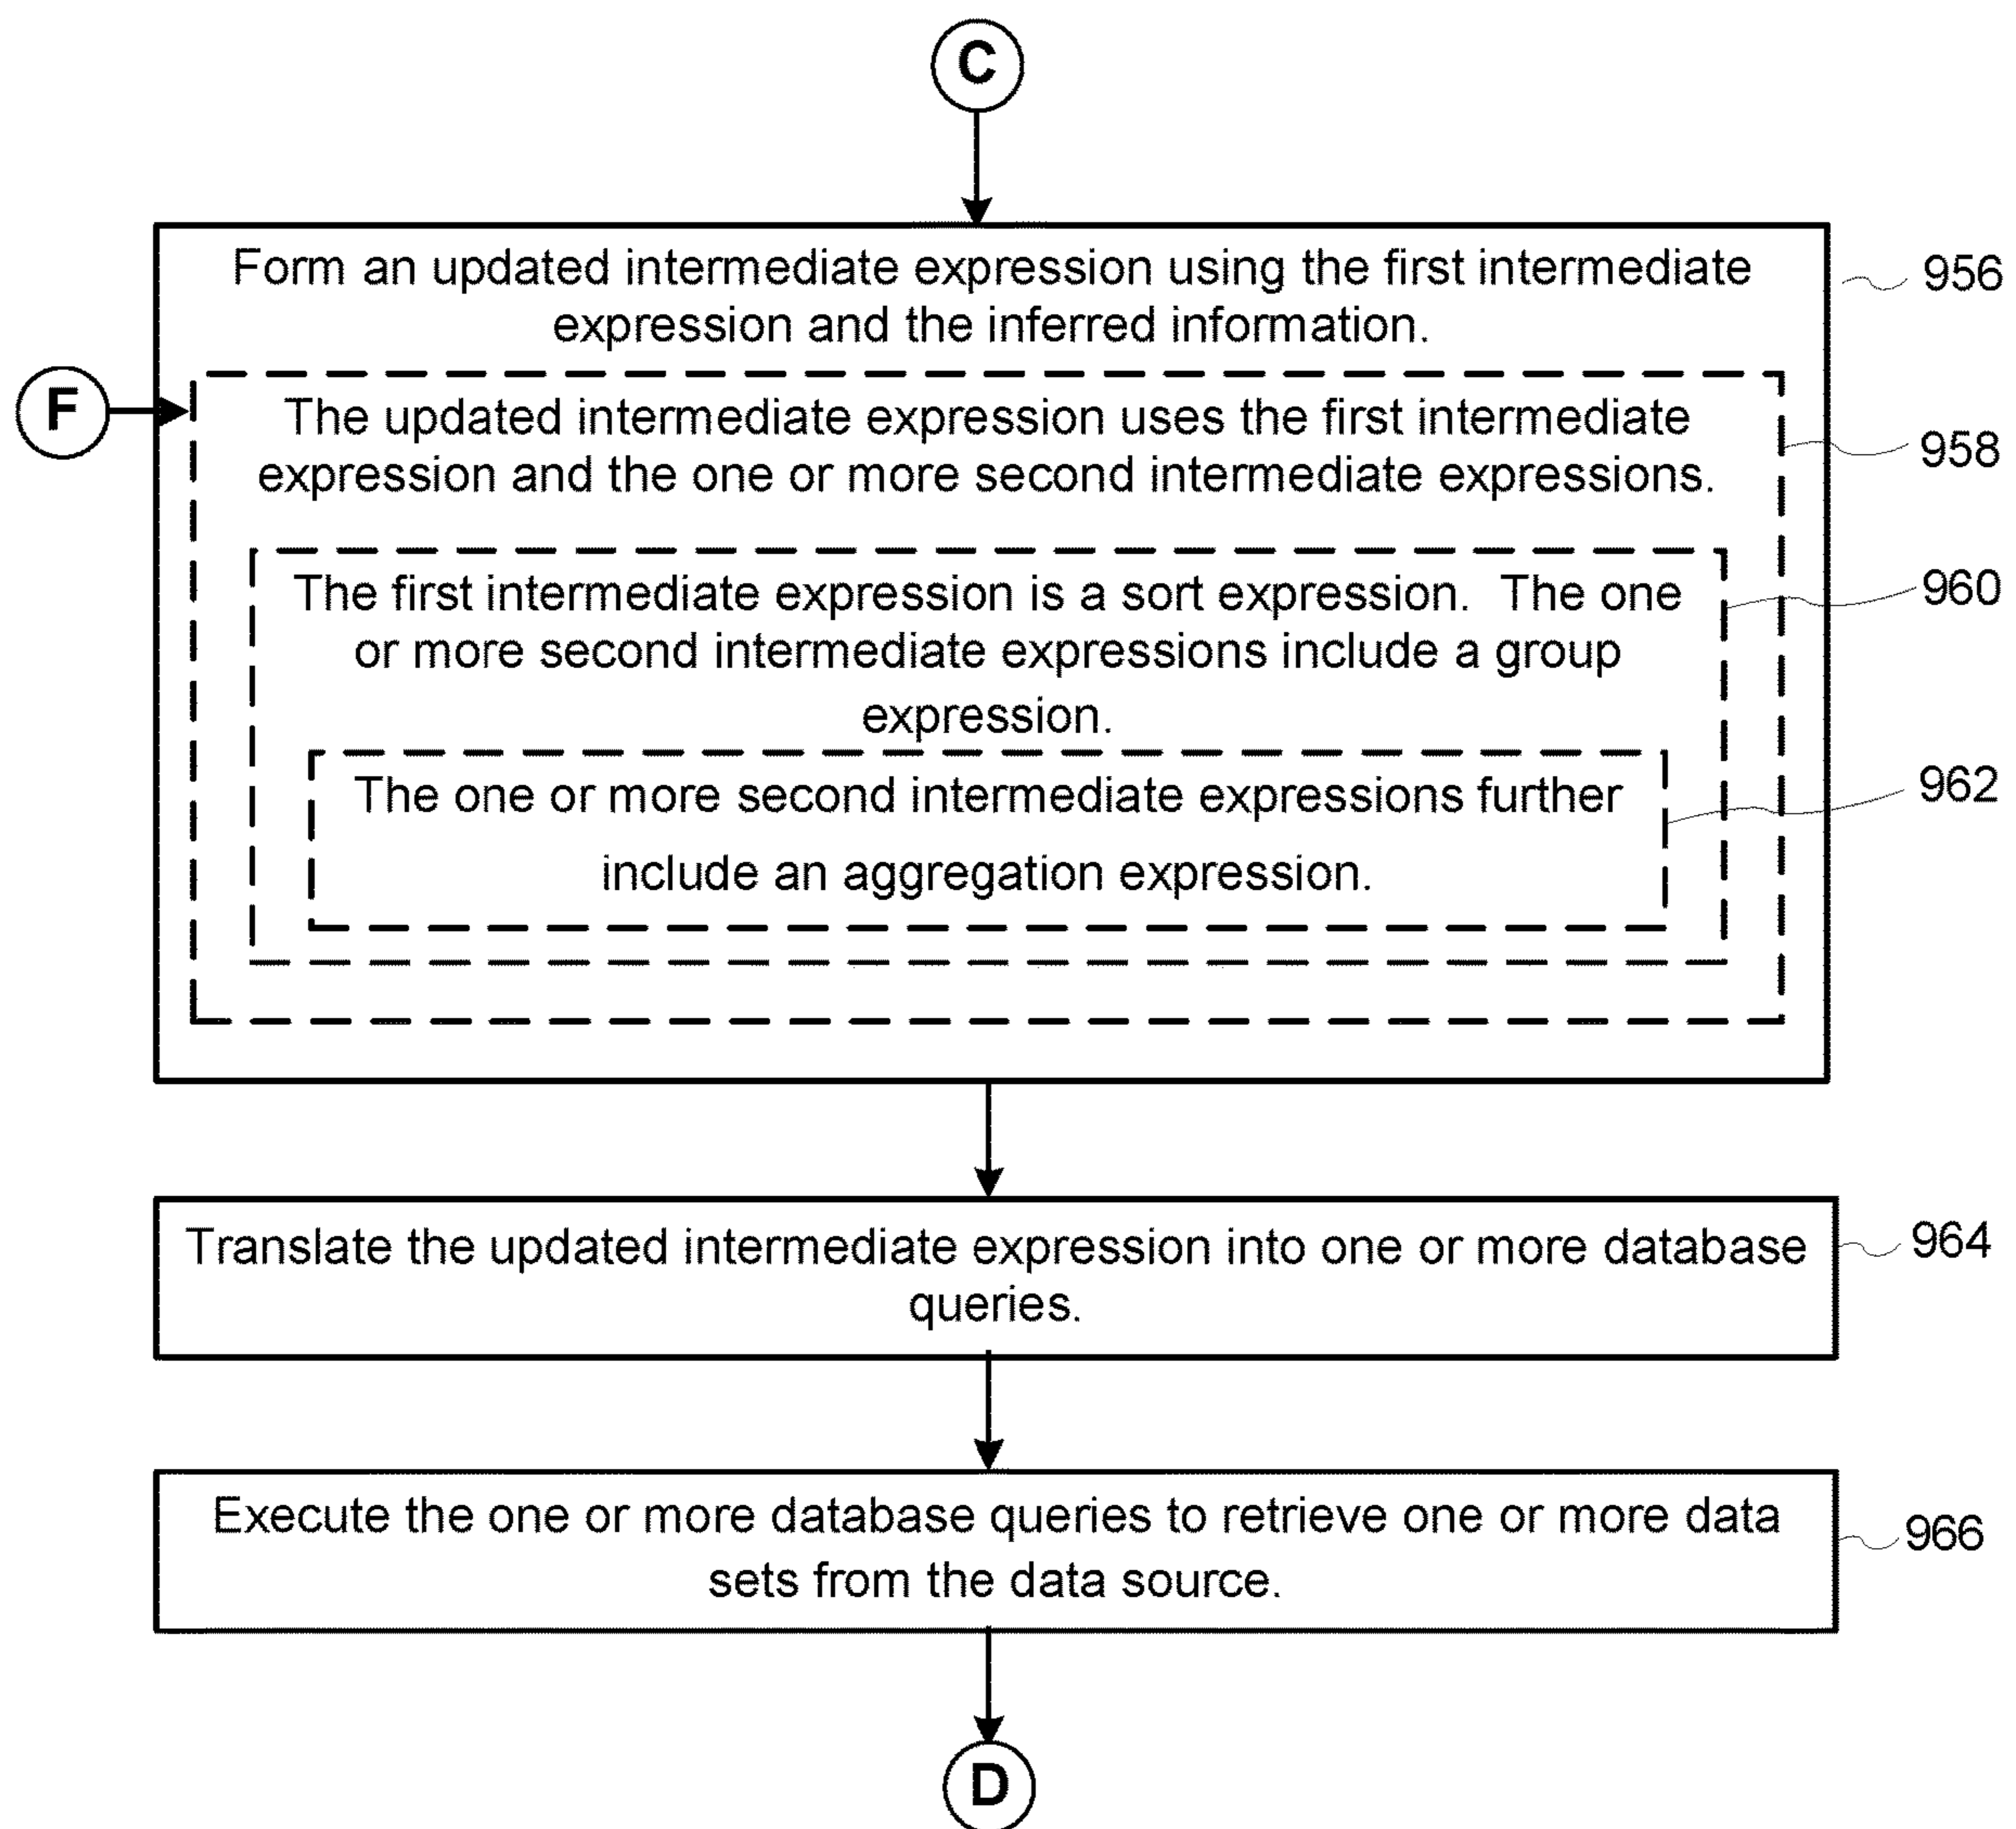 C
Form an updated intermediate expression using the first intermediate
expression and the inferred information.
956
F
The updated intermediate expression uses the first intermediate
expression and the one or more second intermediate expressions.
958
The first intermediate expression is a sort expression. The one
or more second intermediate expressions include a group
expression.
960
The one or more second intermediate expressions further
include an aggregation expression.
962
Translate the updated intermediate expression into one or more database
queries.
964
Execute the one or more database queries to retrieve one or more data
sets from the data source.
966
D